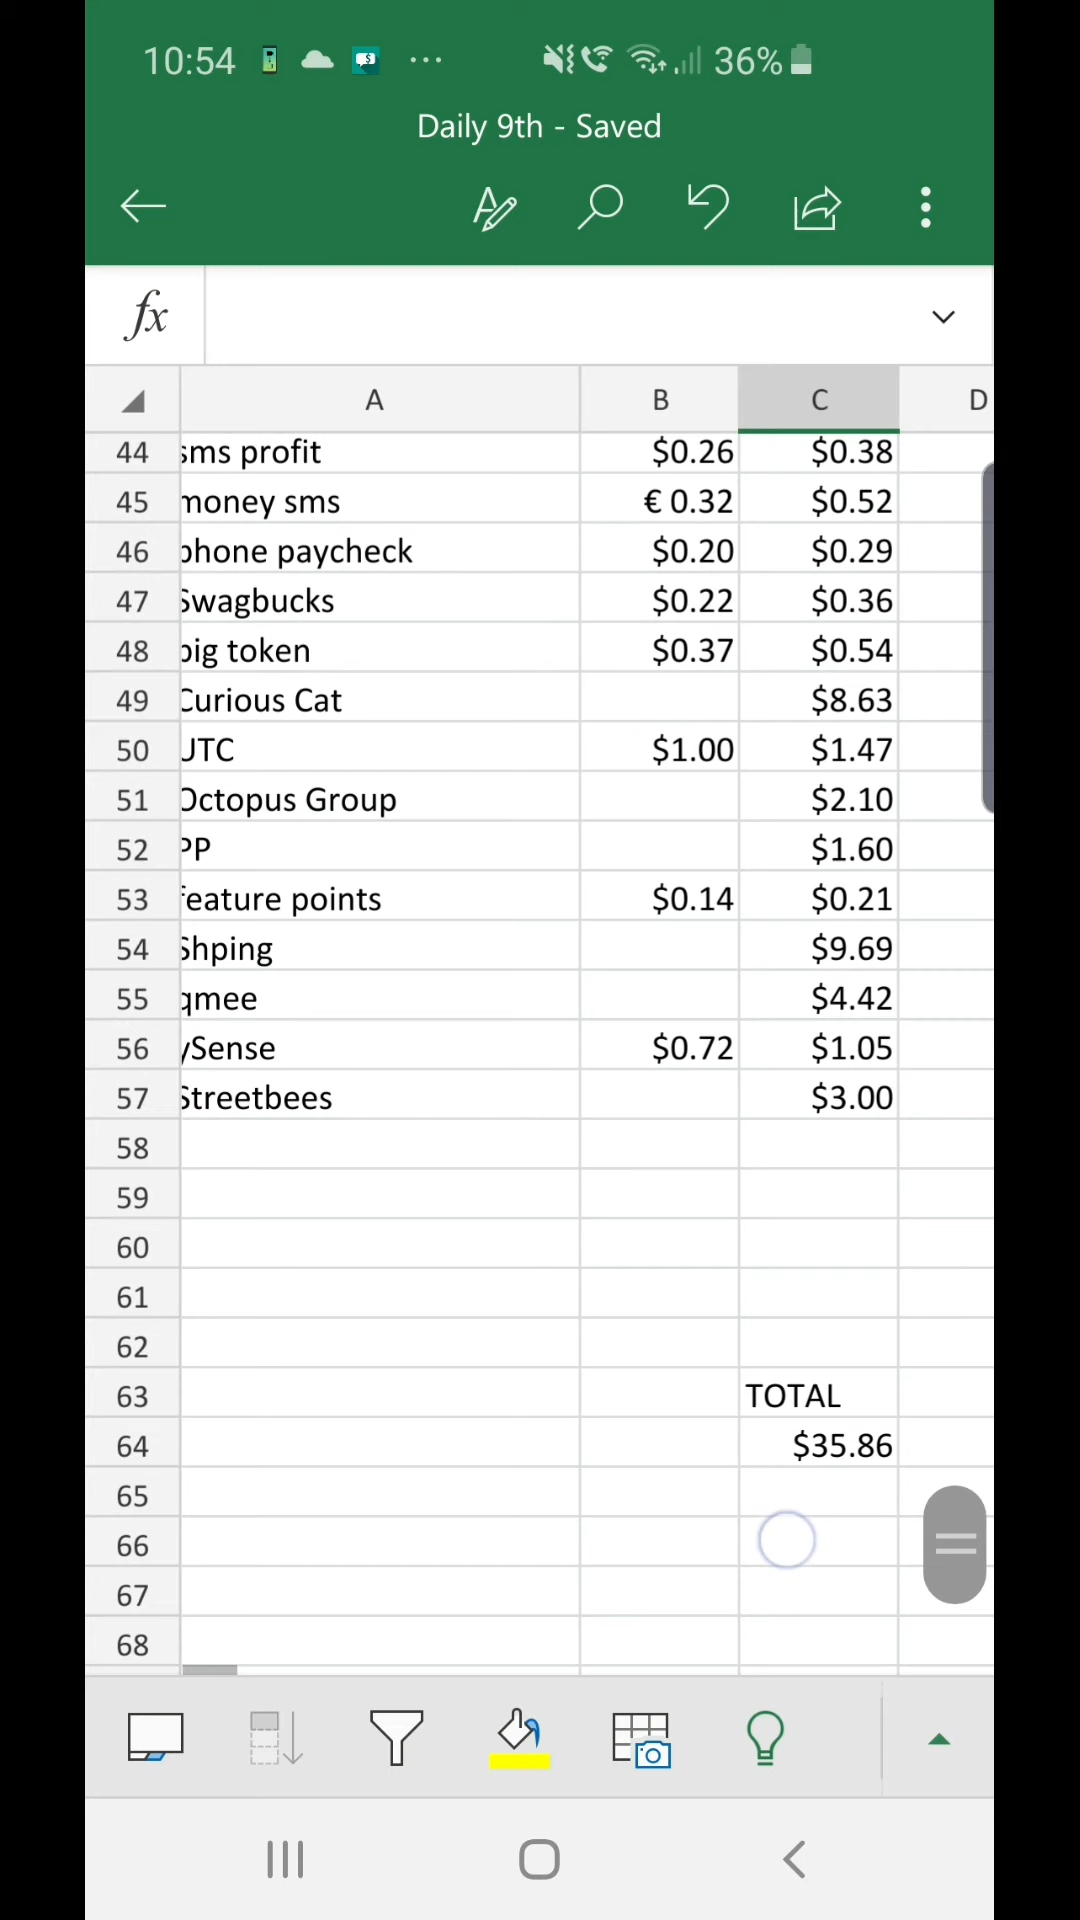 10:54 36%
Daily 9th - Saved
fx
A B C D
44 sms profit $0.26 $0.38
45 money sms € 0.32 $0.52
46 phone paycheck $0.20 $0.29
47 Swagbucks $0.22 $0.36
48 big token $0.37 $0.54
49 Curious Cat $8.63
50 UTC $1.00 $1.47
51 Octopus Group $2.10
52 PP $1.60
53 feature points $0.14 $0.21
54 Shping $9.69
55 qmee $4.42
56 ySense $0.72 $1.05
57 Streetbees $3.00
58
59
60
61
62
63 TOTAL
64 $35.86
65
66
67
68